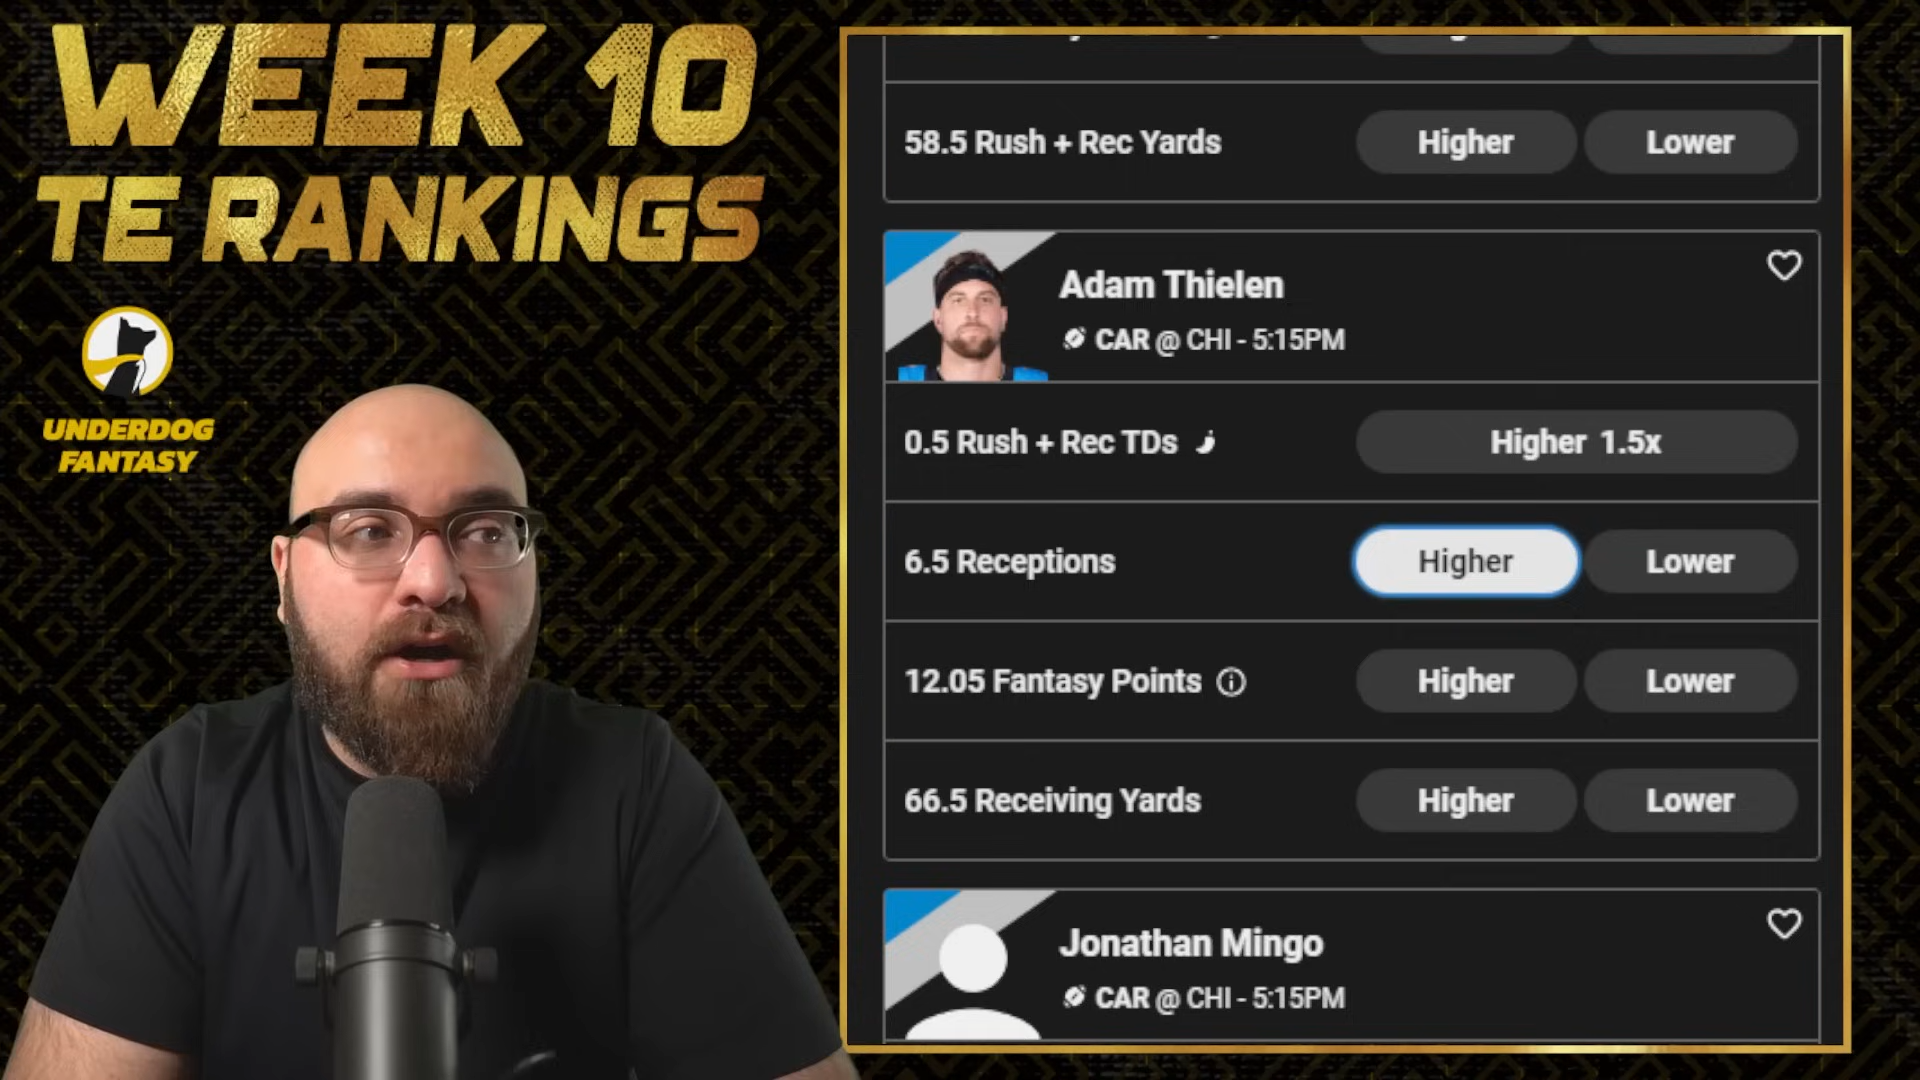 WEEK 10
TE RANKINGS
UNDERDOG
FANTASY
58.5 Rush + Rec Yards
Higher
Lower
Adam Thielen
CAR @ CHI - 5:15PM
0.5 Rush + Rec TDs
Higher 1.5x
6.5 Receptions
Higher
Lower
12.05 Fantasy Points
Higher
Lower
66.5 Receiving Yards
Higher
Lower
Jonathan Mingo
CAR @ CHI - 5:15PM